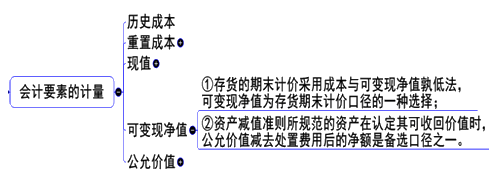 会计要素的计量
历史成本
重置成本
现值
可变现净值
①存货的期末计价采用成本与可变现净值孰低法，
可变现净值为存货期末计价口径的一种选择；
②资产减值准则所规范的资产在认定其可收回价值时，
公允价值减去处置费用后的净额是备选口径之一。
公允价值